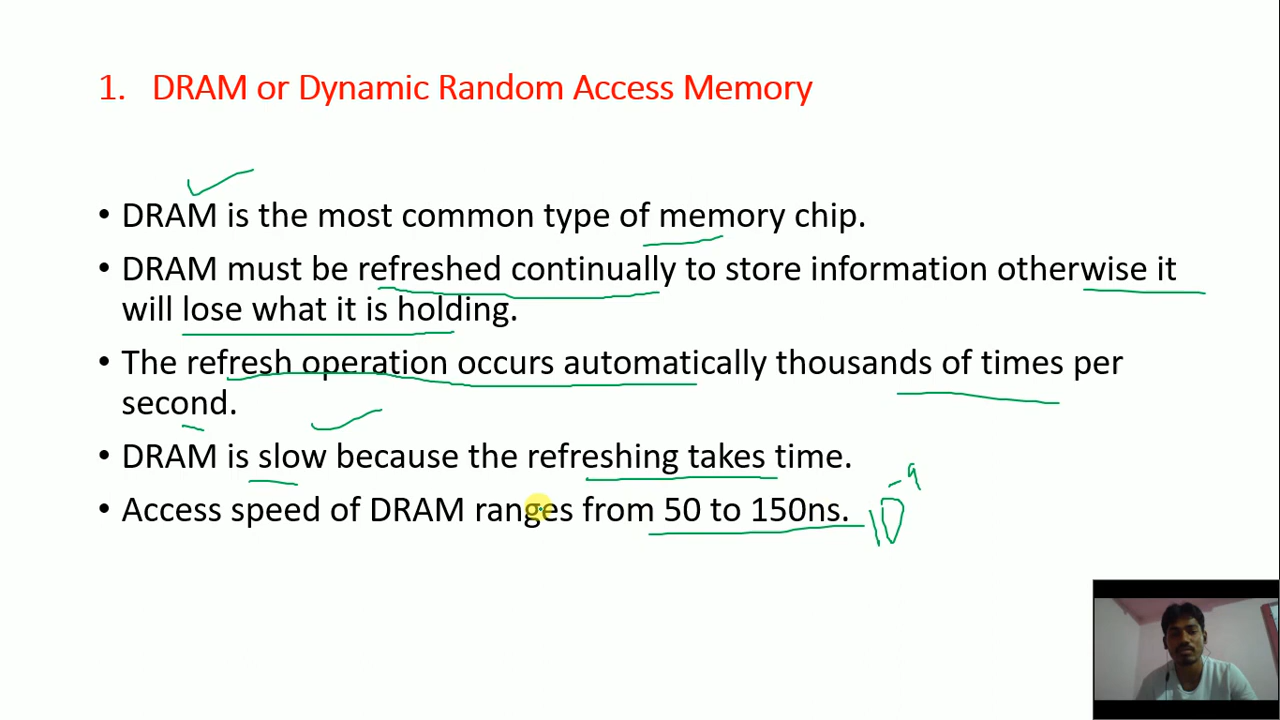 1. DRAM or Dynamic Random Access Memory
• DRAM is the most common type of memory chip.
• DRAM must be refreshed continually to store information otherwise it
will lose what it is holding.
• The refresh operation occurs automatically thousands of times per
second.
• DRAM is slow because the refreshing takes time.
• Access speed of DRAM ranges from 50 to 150ns. 10⁻⁹